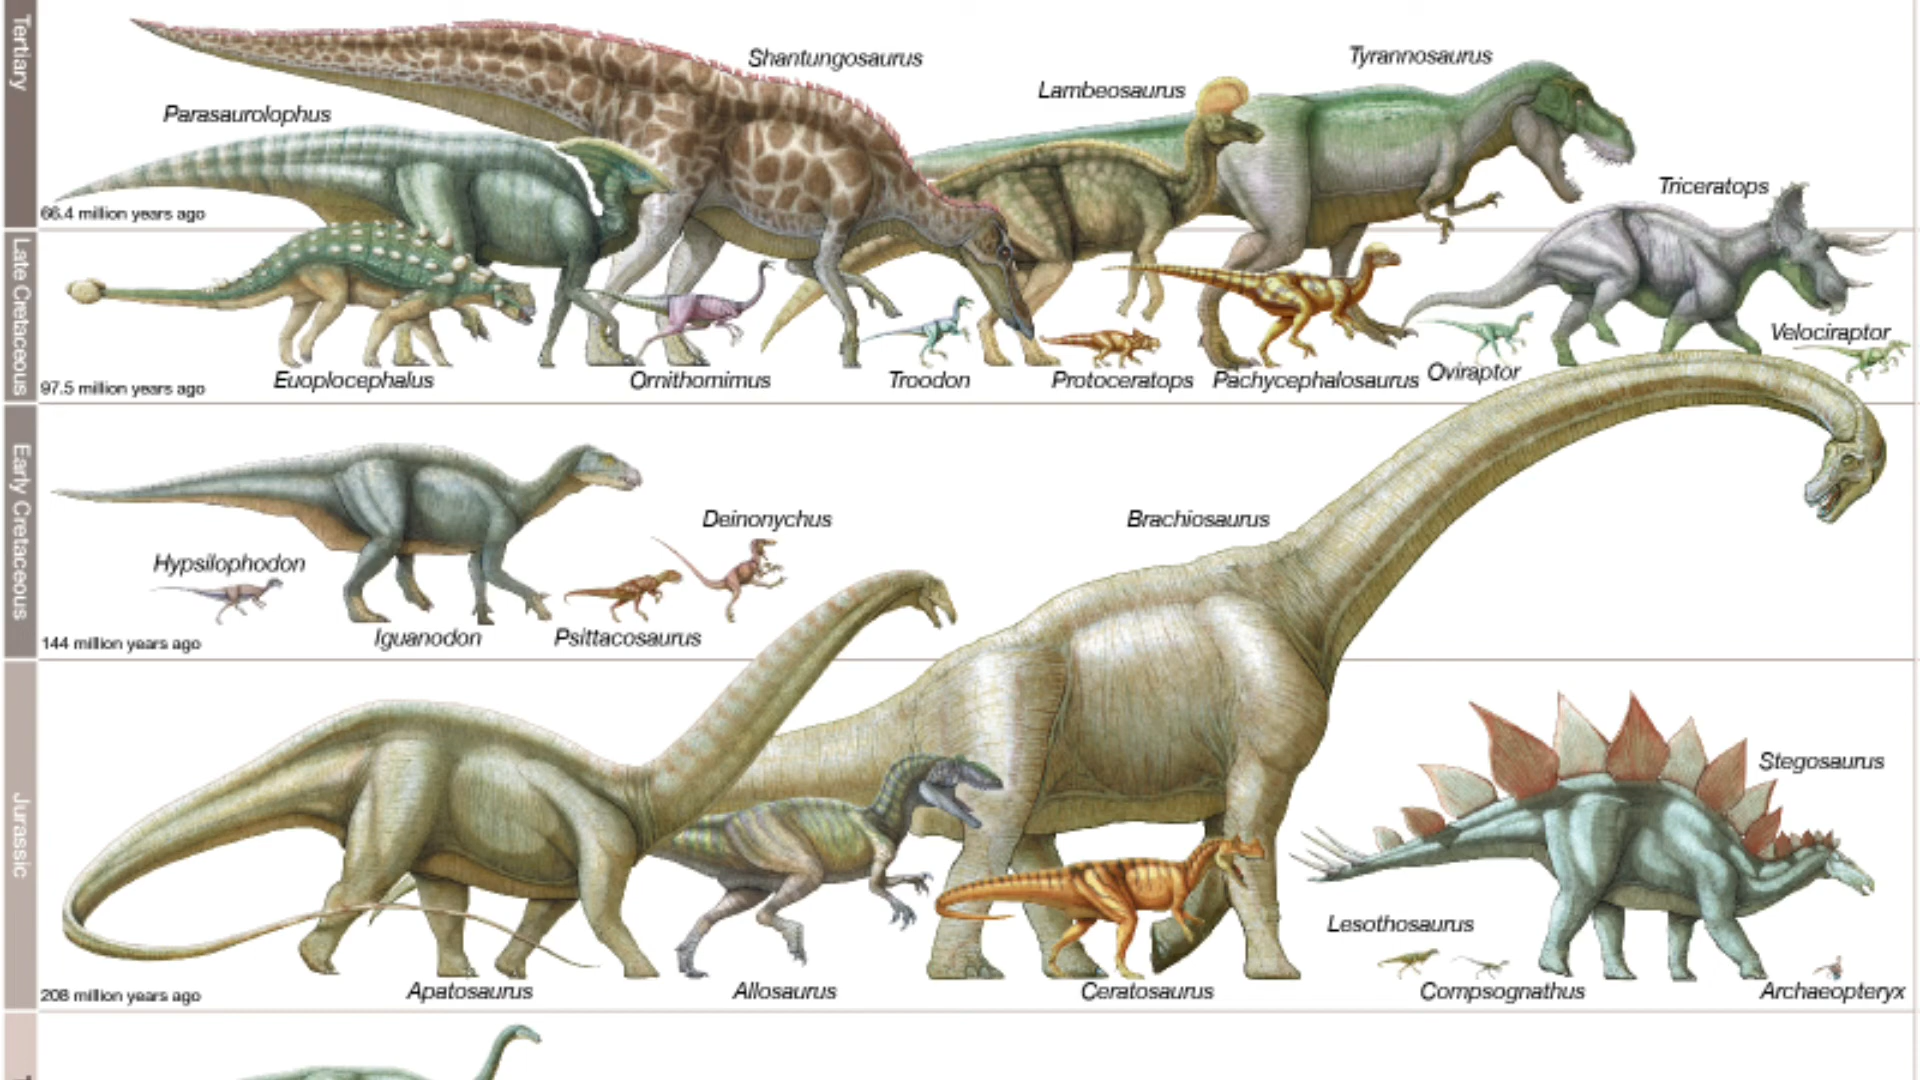 Tertiary
Shantungosaurus
Tyrannosaurus
Lambeosaurus
Parasaurolophus
Triceratops
66.4 million years ago
Late Cretaceous
Velociraptor
Euoplocephalus
Ornithomimus
Troodon
Protoceratops
Pachycephalosaurus
Oviraptor
97.5 million years ago
Early Cretaceous
Deinonychus
Brachiosaurus
Hypsilophodon
Iguanodon
Psittacosaurus
144 million years ago
Jurassic
Stegosaurus
Lesothosaurus
Apatosaurus
Allosaurus
Ceratosaurus
Compsognathus
Archaeopteryx
208 million years ago